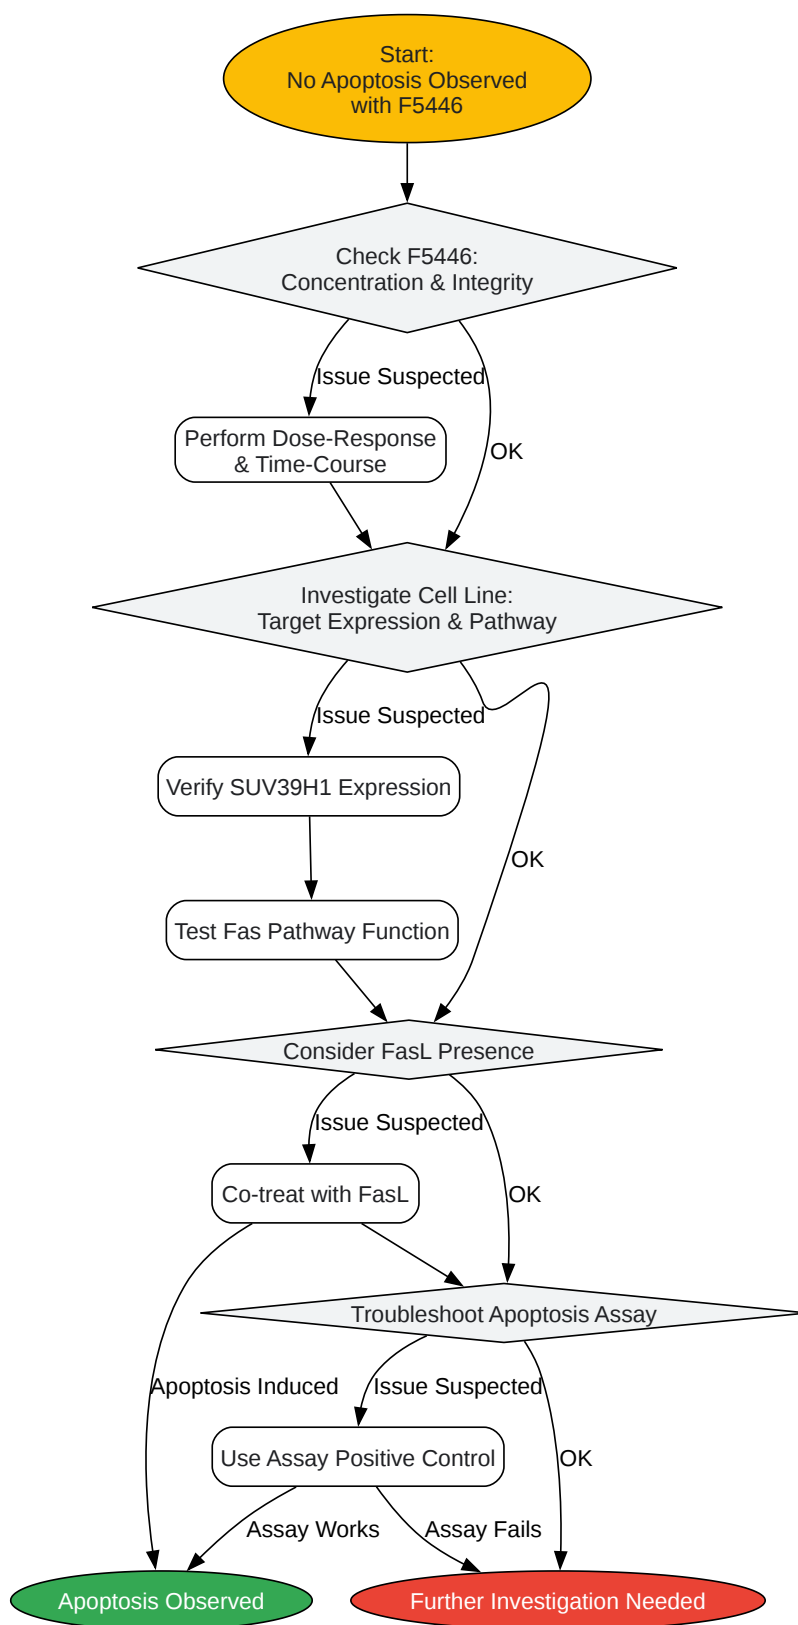 Start:
No Apoptosis Observed
with F5446
Check F5446:
Concentration & Integrity
Issue Suspected
Perform Dose-Response
& Time-Course
OK
Investigate Cell Line:
Target Expression & Pathway
Issue Suspected
Verify SUV39H1 Expression
OK
Test Fas Pathway Function
Consider FasL Presence
Issue Suspected
Co-treat with FasL
OK
Troubleshoot Apoptosis Assay
Apoptosis Induced
Issue Suspected
Use Assay Positive Control
OK
Assay Works
Assay Fails
Apoptosis Observed
Further Investigation Needed